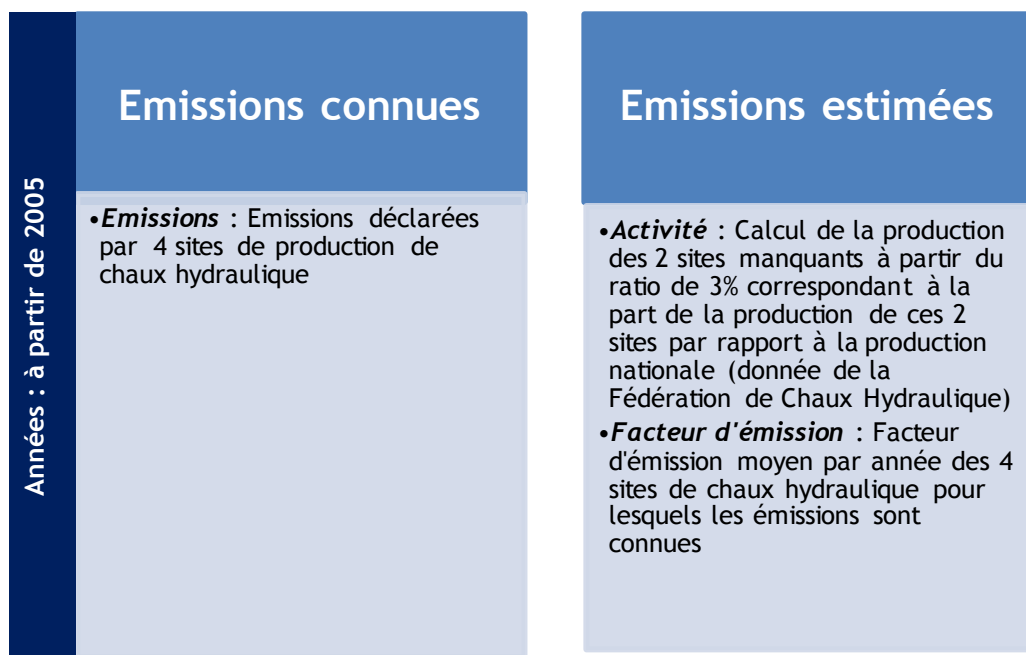 Années : à partir de 2005
Emissions connues
•Emissions : Emissions déclarées
par 4 sites de production de
chaux hydraulique
Emissions estimées
•Activité : Calcul de la production
des 2 sites manquants à partir du
ratio de 3% correspondant à la
part de la production de ces 2
sites par rapport à la production
nationale (donnée de la
Fédération de Chaux Hydraulique)
•Facteur d'émission : Facteur
d'émission moyen par année des 4
sites de chaux hydraulique pour
lesquels les émissions sont
connues